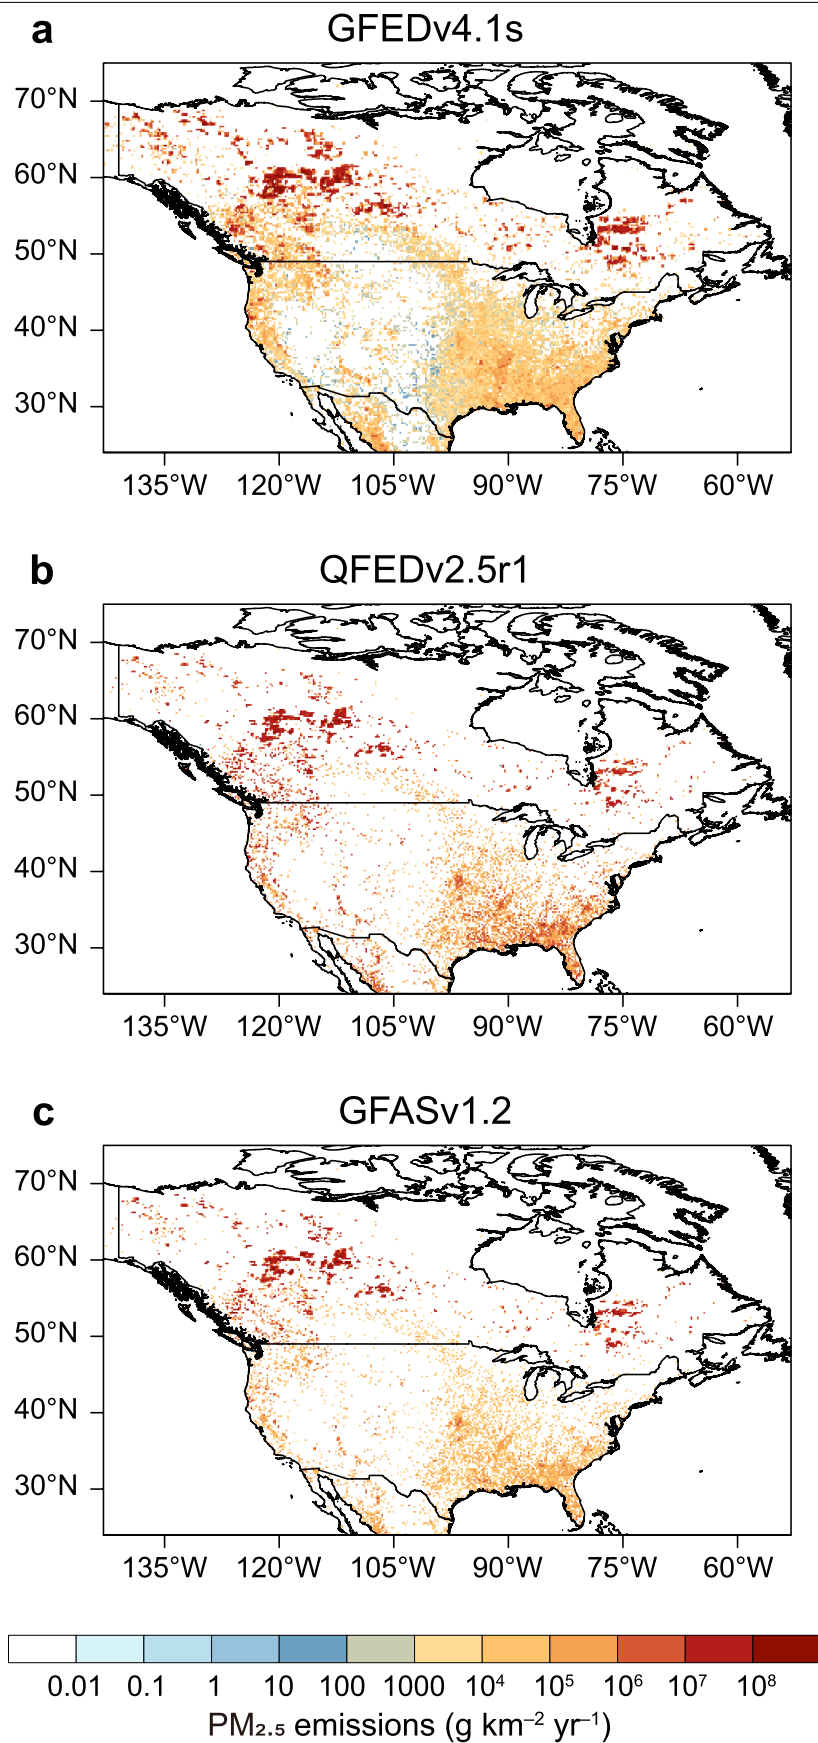 a GFEDv4.1s
70°N
60°N
50°N
40°N
30°N
135°W 120°W 105°W 90°W 75°W 60°W
b QFEDv2.5r1
70°N
60°N
50°N
40°N
30°N
135°W 120°W 105°W 90°W 75°W 60°W
c GFASv1.2
70°N
60°N
50°N
40°N
30°N
135°W 120°W 105°W 90°W 75°W 60°W
0.01 0.1 1 10 100 1000 10⁴ 10⁵ 10⁶ 10⁷ 10⁸
PM₂.₅ emissions (g km⁻² yr⁻¹)